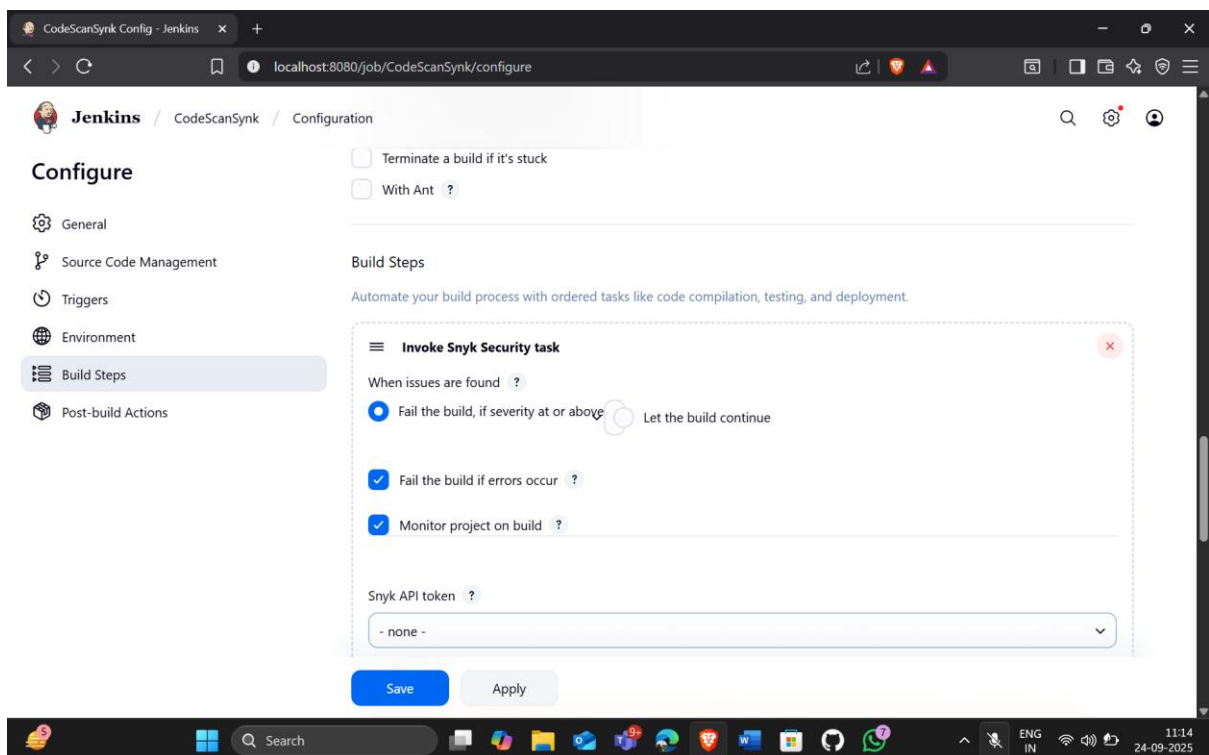 CodeScanSynk Config - Jenkins
localhost:8080/job/CodeScanSynk/configure
Jenkins / CodeScanSynk / Configuration
Configure
General
Source Code Management
Triggers
Environment
Build Steps
Post-build Actions
Terminate a build if it's stuck
With Ant ?
Build Steps
Automate your build process with ordered tasks like code compilation, testing, and deployment.
Invoke Snyk Security task
When issues are found ?
Fail the build, if severity at or above
Let the build continue
Fail the build if errors occur ?
Monitor project on build ?
Snyk API token ?
- none -
Save
Apply
5
Search
9+
7
ENG
IN
11:14
24-09-2025